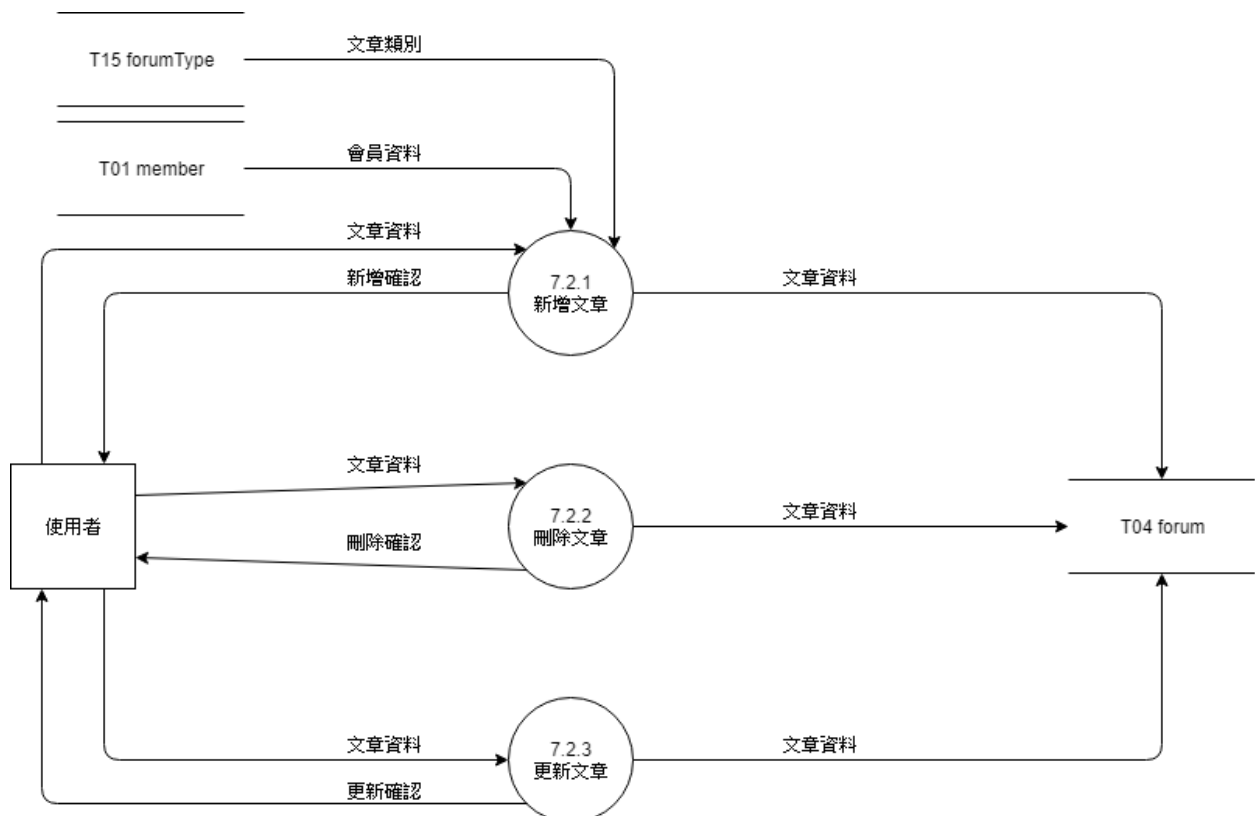 T15 forumType
文章類別
T01 member
會員資料
文章資料
新增確認
7.2.1
新增文章
文章資料
使用者
文章資料
刪除確認
7.2.2
刪除文章
文章資料
T04 forum
文章資料
更新確認
7.2.3
更新文章
文章資料